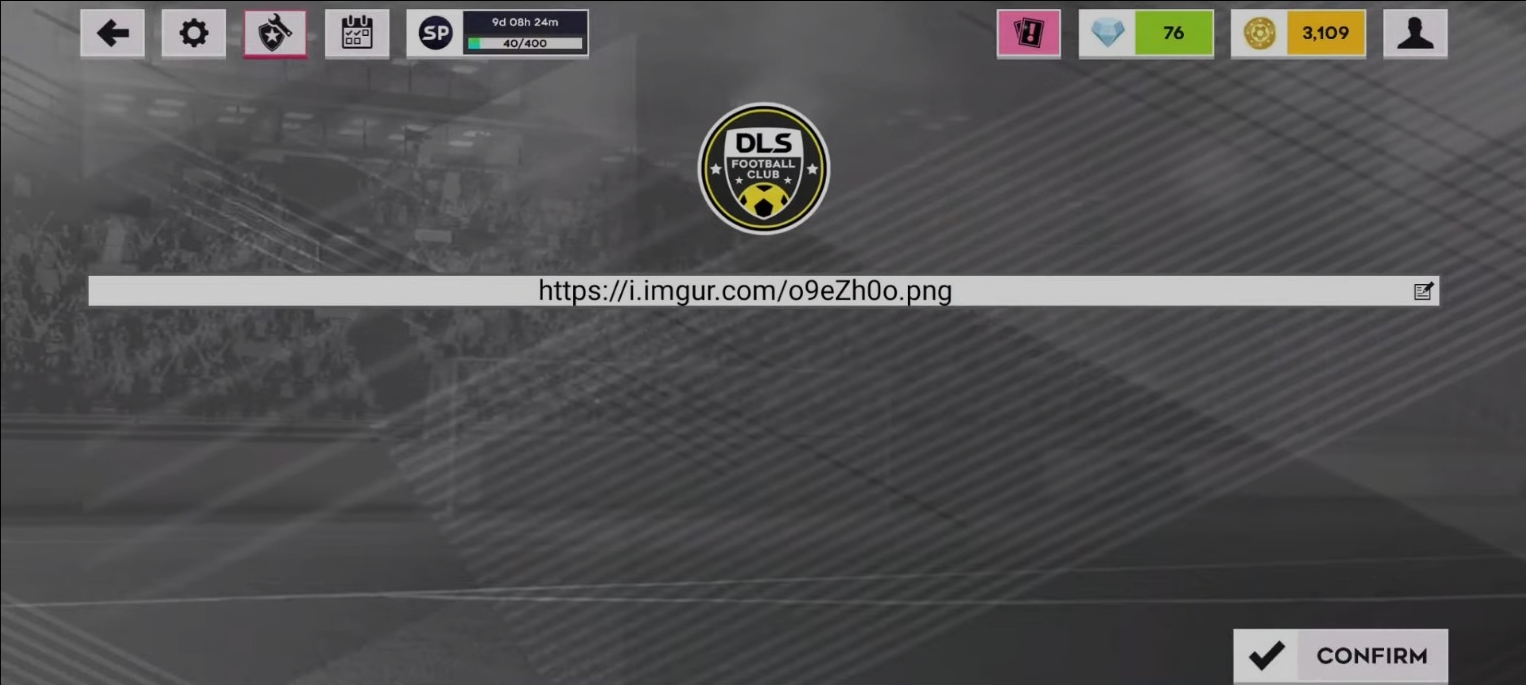 SP
9d 08h 24m
40/400
76
3,109
DLS
FOOTBALL
CLUB
https://i.imgur.com/o9eZh0o.png
CONFIRM